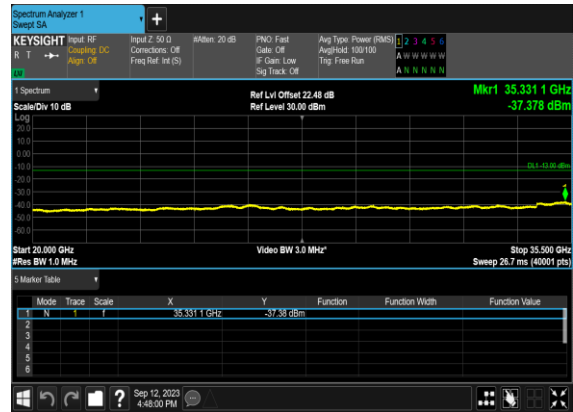 Spectrum Analyzer 1
Swept SA
+
KEYSIGHT Input: RF Input Z: 50 Ω #Atten: 20 dB PNO: Fast Avg Type: Power (RMS) 1 2 3 4 5 6
R T Coupling: DC Corrections: Off Gate: Off Avg|Hold: 100/100 A W W W W W
Align: Off Freq Ref: Int (S) IF Gain: Low Trig: Free Run
LW Sig Track: Off A N N N N N
1 Spectrum Ref Lvl Offset 22.48 dB Mkr1 35.331 1 GHz
Scale/Div 10 dB Ref Level 30.00 dBm -37.378 dBm
Log
20.0
10.0
0.00
-10.0 DL1 -13.00 dBm
-20.0
-30.0 1
-40.0
-50.0
-60.0
Start 20.000 GHz Video BW 3.0 MHz* Stop 35.500 GHz
#Res BW 1.0 MHz Sweep 26.7 ms (40001 pts)
5 Marker Table
Mode Trace Scale X Y Function Function Width Function Value
1 N 1 f 35.331 1 GHz -37.38 dBm
2
3
4
5
6
? Sep 12, 2023
4:48:00 PM